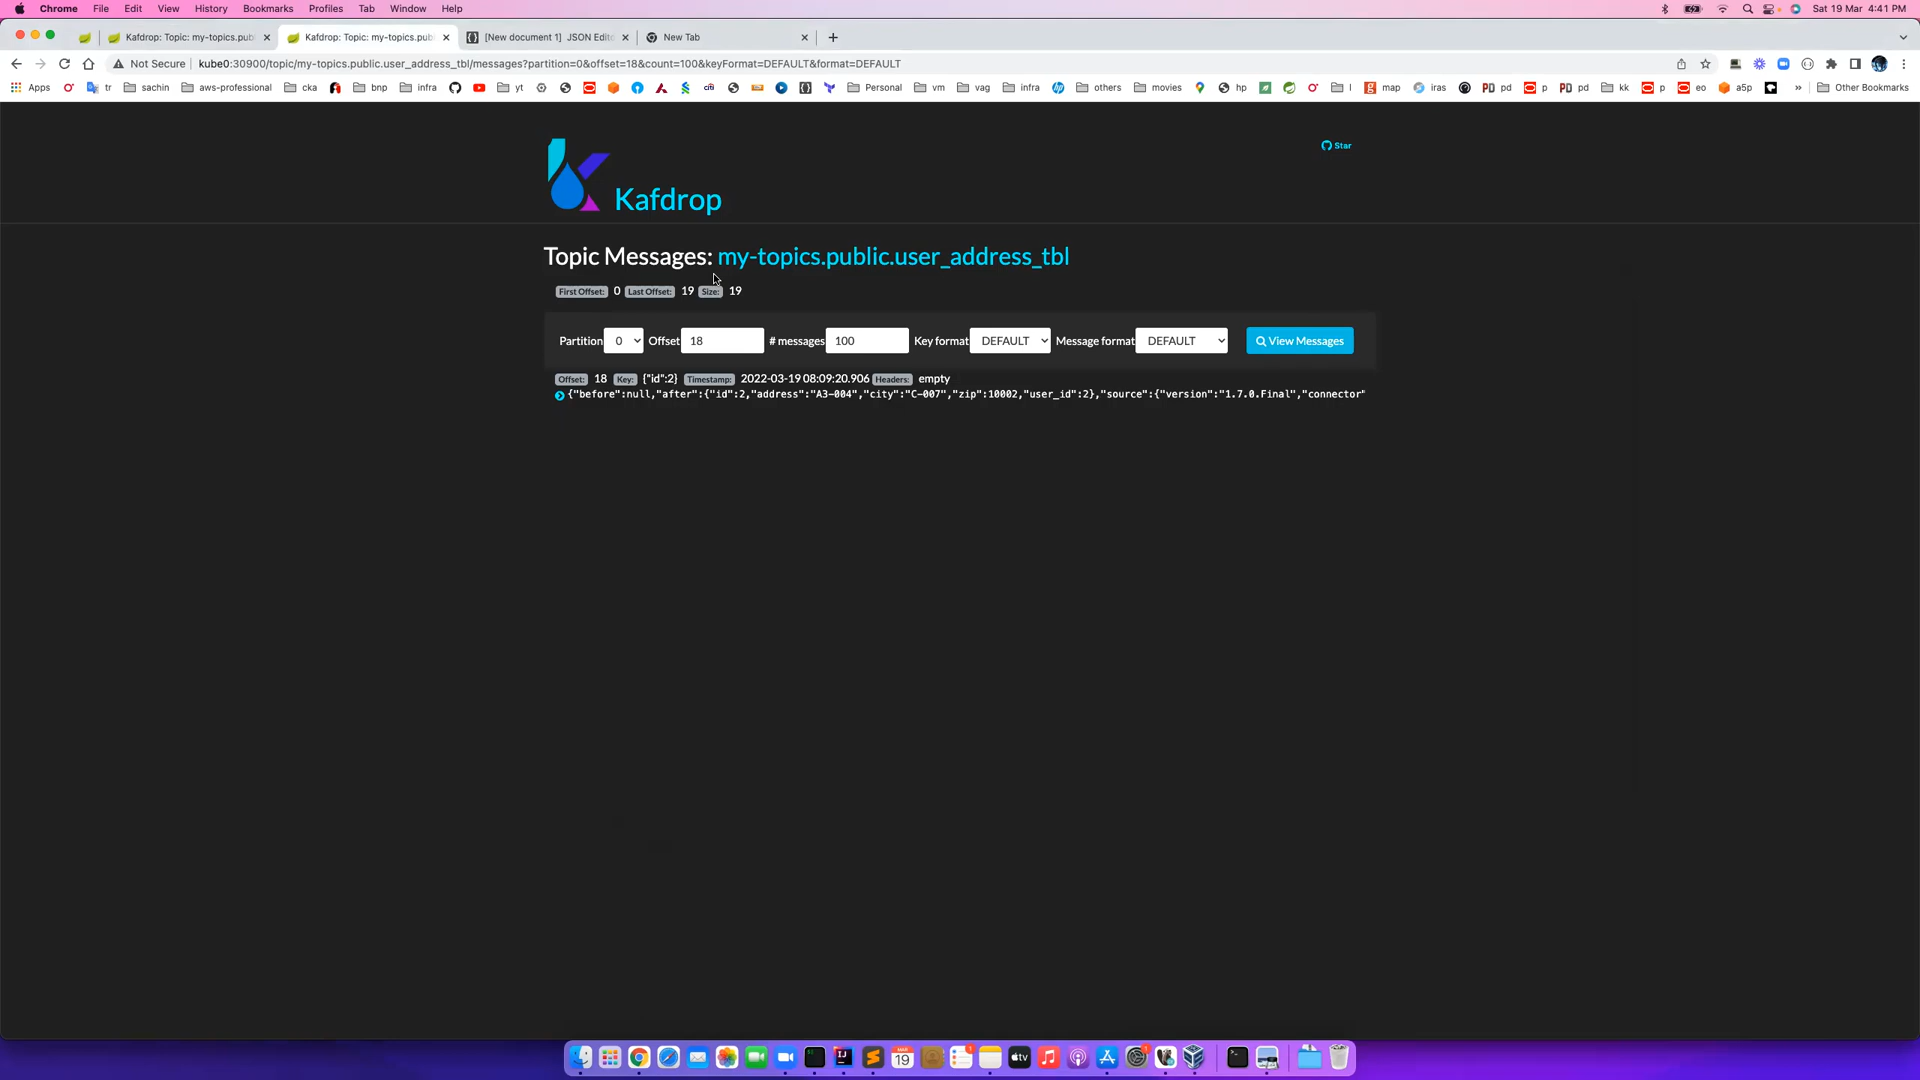 Chrome File Edit View History Bookmarks Profiles Tab Window Help Sat 19 Mar 4:41 PM
Kafdrop: Topic: my-topics.publ Kafdrop: Topic: my-topics.publ [New document 1] JSON Edito New Tab
Not Secure kube0:30900/topic/my-topics.public.user_address_tbl/messages?partition=0&offset=18&count=100&keyFormat=DEFAULT&format=DEFAULT
Apps tr sachin aws-professional cka bnp infra yt citi Personal vm vag infra others movies hp l map iras pd p pd kk p eo a5p » Other Bookmarks
Star
Kafdrop
Topic Messages: my-topics.public.user_address_tbl
First Offset: 0 Last Offset: 19 Size: 19
Partition 0 Offset 18 # messages 100 Key format DEFAULT Message format DEFAULT View Messages
Offset: 18 Key: {"id":2} Timestamp: 2022-03-19 08:09:20.906 Headers: empty
{"before":null,"after":{"id":2,"address":"A3-004","city":"C-007","zip":10002,"user_id":2},"source":{"version":"1.7.0.Final","connector"